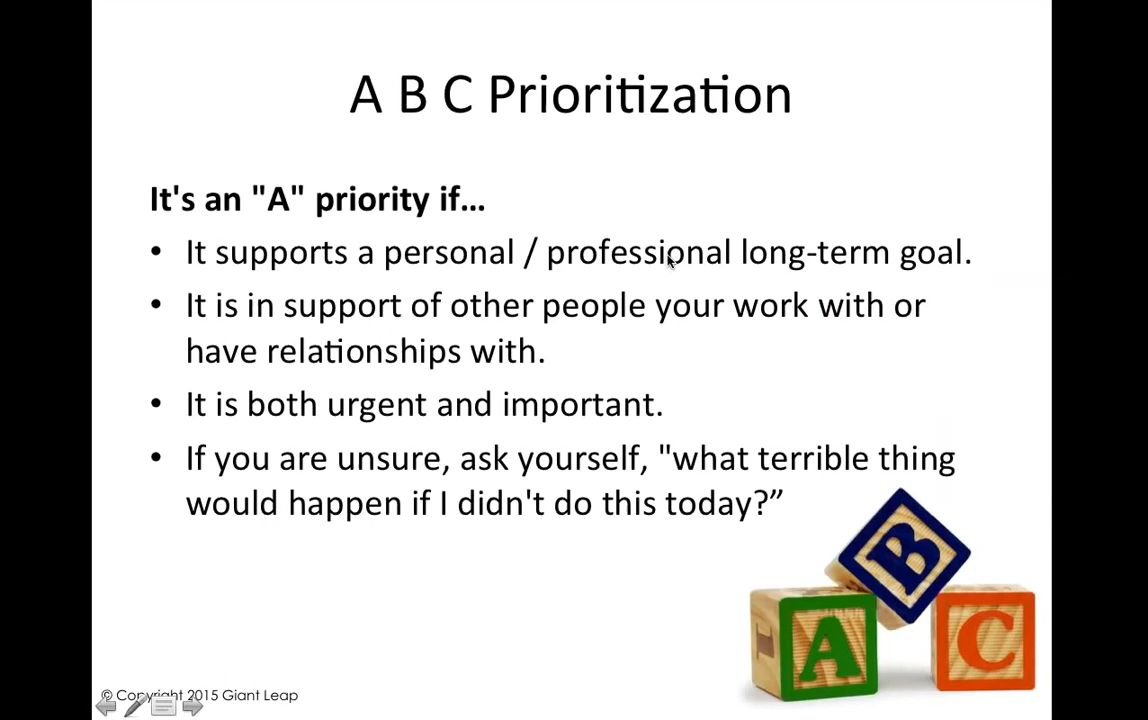 A B C Prioritization
It's an "A" priority if...
• It supports a personal / professional long-term goal.
• It is in support of other people your work with or
have relationships with.
• It is both urgent and important.
• If you are unsure, ask yourself, "what terrible thing
would happen if I didn't do this today?”
B
A
C
© Copyright 2015 Giant Leap